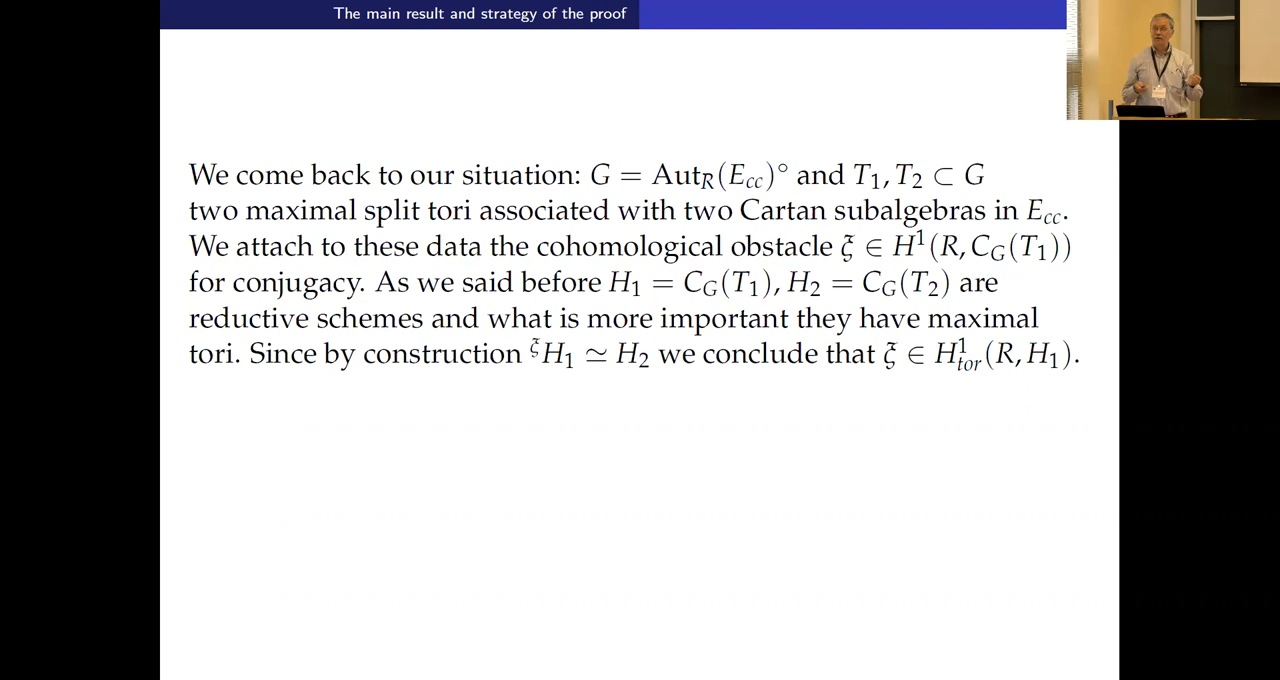 The main result and strategy of the proof
We come back to our situation: G = Aut_R(E_cc)° and T_1, T_2 ⊂ G
two maximal split tori associated with two Cartan subalgebras in E_cc.
We attach to these data the cohomological obstacle ξ ∈ H^1(R, C_G(T_1))
for conjugacy. As we said before H_1 = C_G(T_1), H_2 = C_G(T_2) are
reductive schemes and what is more important they have maximal
tori. Since by construction ^ξH_1 ≃ H_2 we conclude that ξ ∈ H^1_tor(R, H_1).